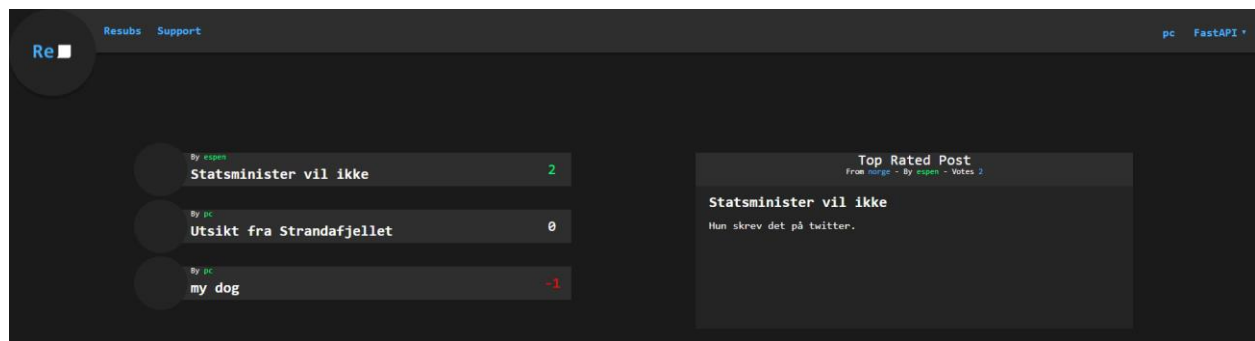 Re
Resubs Support
pc FastAPI
By espen
Statsminister vil ikke
2
By pc
Utsikt fra Strandafjellet
0
By pc
my dog
-1
Top Rated Post
From norge - By espen - Votes 2
Statsminister vil ikke
Hun skrev det på twitter.